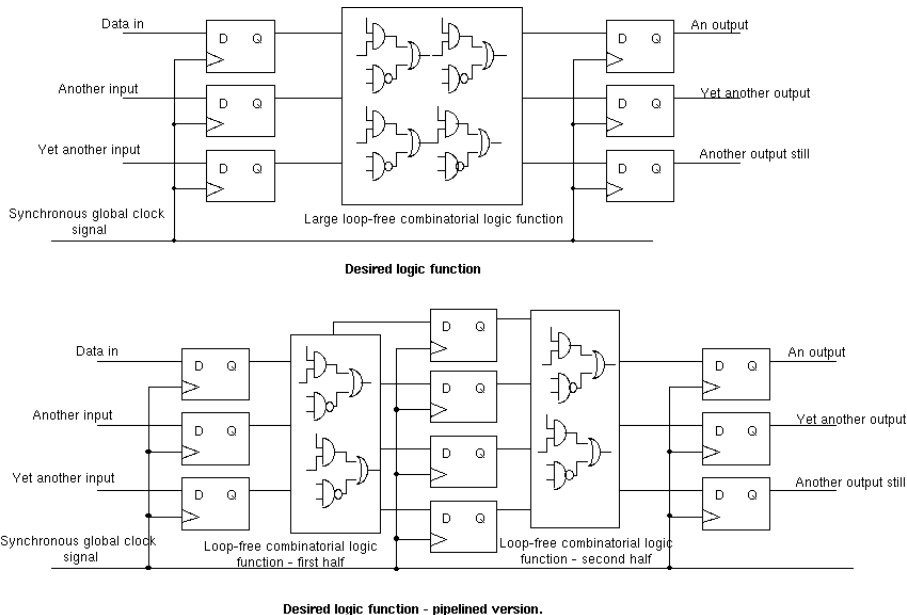 Data in
D Q
D Q
An output
Another input
D Q
D Q
Yet another output
Yet another input
D Q
D Q
Another output still
Synchronous global clock
signal
Large loop-free combinatorial logic function
Desired logic function
D Q
Data in
D Q
D Q
An output
D Q
Another input
D Q
D Q
Yet another output
D Q
Yet another input
D Q
D Q
Another output still
D Q
Synchronous global clock
signal
Loop-free combinatorial logic
function - first half
Loop-free combinatorial logic
function - second half
Desired logic function - pipelined version.